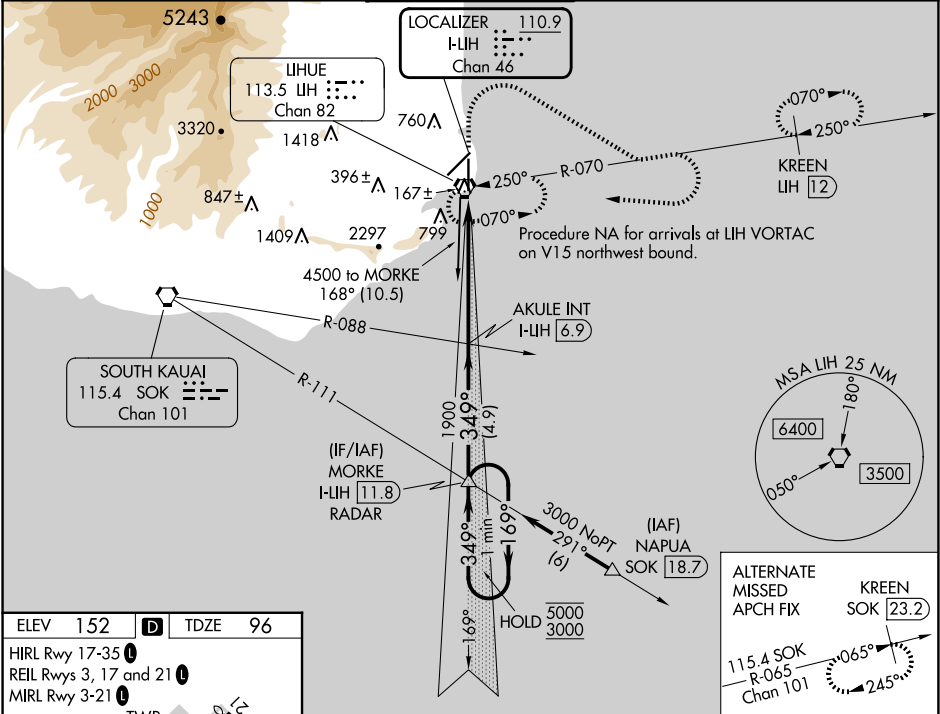 5243
LOCALIZER 110.9
I-LIH
Chan 46
LIHUE
113.5 LIH
Chan 82
2000
3000
3320
1418
760
070°
250°
KREEN
LIH 12
R-070
250°
070°
396±
167±
847±
1000
1409
2297
799
Procedure NA for arrivals at LIH VORTAC
on V15 northwest bound.
4500 to MORKE
168° (10.5)
AKULE INT
I-LIH 6.9
R-088
SOUTH KAUAI
115.4 SOK
Chan 101
R-111
1900
349°
(4.9)
MSA LIH 25 NM
180°
6400
3500
050°
(IF/IAF)
MORKE
I-LIH 11.8
RADAR
349°
1 min
169°
3000 NoPT
291°
(6)
(IAF)
NAPUA
SOK 18.7
HOLD 5000
3000
169°
ALTERNATE
MISSED
APCH FIX
KREEN
SOK 23.2
115.4 SOK
R-065
Chan 101
065°
245°
ELEV 152 D TDZE 96
HIRL Rwy 17-35 L
REIL Rwys 3, 17 and 21 L
MIRL Rwy 3-21 L